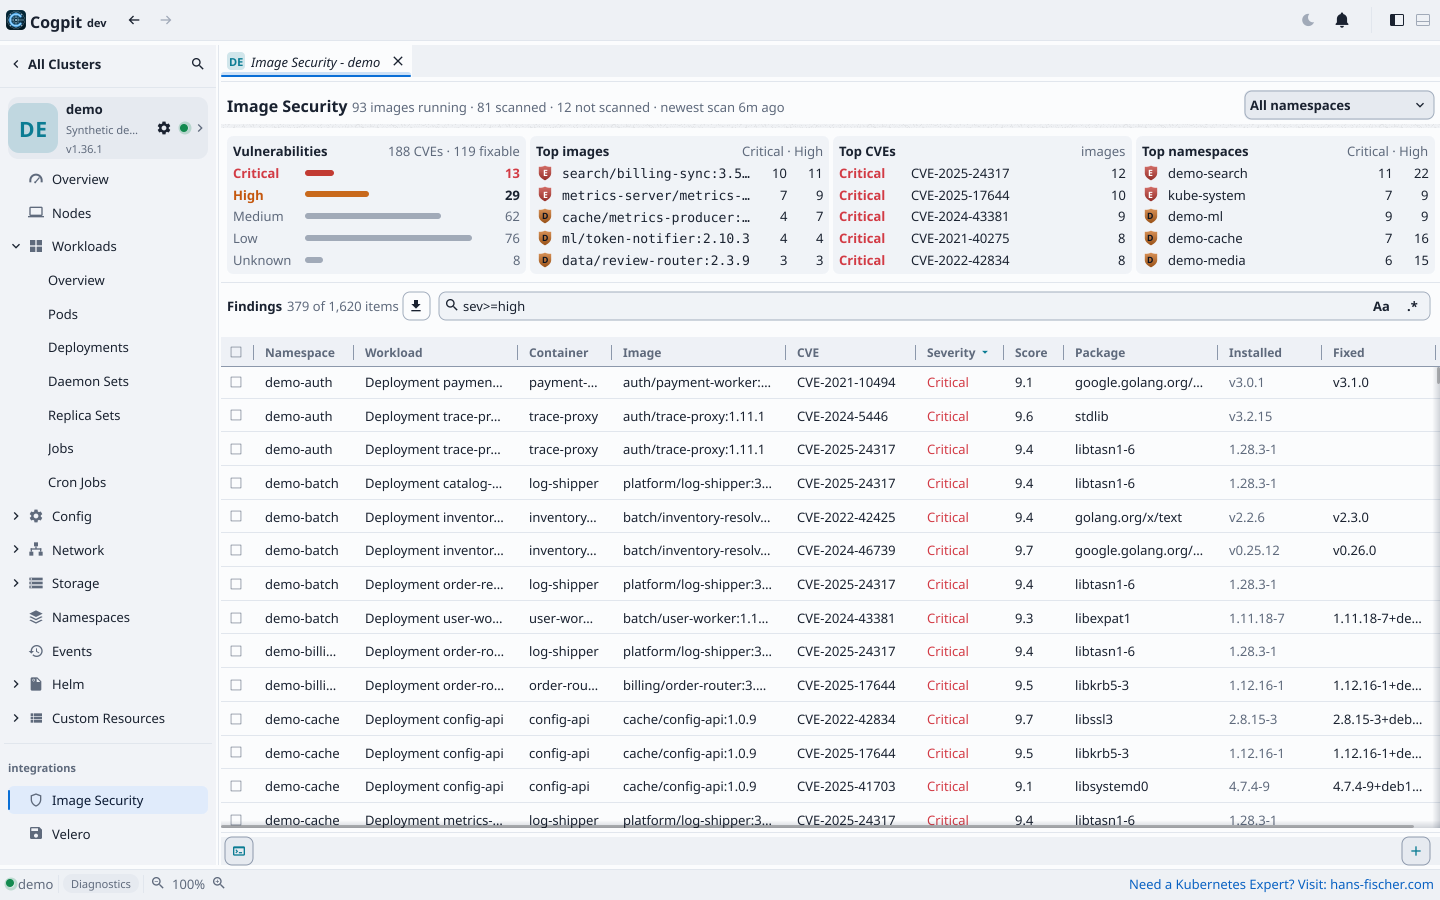 Cogpit dev
All Clusters
DE Image Security - demo
DE
demo
Synthetic de...
v1.36.1
Overview
Nodes
Workloads
Overview
Pods
Deployments
Daemon Sets
Replica Sets
Jobs
Cron Jobs
Config
Network
Storage
Namespaces
Events
Helm
Custom Resources
integrations
Image Security
Velero
Image Security 93 images running · 81 scanned · 12 not scanned · newest scan 6m ago
All namespaces
Vulnerabilities 188 CVEs · 119 fixable
Critical 13
High 29
Medium 62
Low 76
Unknown 8
Top images Critical · High
E search/billing-sync:3.5… 10 11
E metrics-server/metrics-… 7 9
D cache/metrics-producer:… 4 7
D ml/token-notifier:2.10.3 4 4
D data/review-router:2.3.9 3 3
Top CVEs images
Critical CVE-2025-24317 12
Critical CVE-2025-17644 10
Critical CVE-2024-43381 9
Critical CVE-2021-40275 8
Critical CVE-2022-42834 8
Top namespaces Critical · High
E demo-search 11 22
E kube-system 7 9
D demo-ml 9 9
D demo-cache 7 16
D demo-media 6 15
Findings 379 of 1,620 items
sev>=high Aa .*
Namespace Workload Container Image CVE Severity Score Package Installed Fixed
demo-auth Deployment paymen... payment-... auth/payment-worker:... CVE-2021-10494 Critical 9.1 google.golang.org/... v3.0.1 v3.1.0
demo-auth Deployment trace-pr... trace-proxy auth/trace-proxy:1.11.1 CVE-2024-5446 Critical 9.6 stdlib v3.2.15
demo-auth Deployment trace-pr... trace-proxy auth/trace-proxy:1.11.1 CVE-2025-24317 Critical 9.4 libtasn1-6 1.28.3-1
demo-batch Deployment catalog-... log-shipper platform/log-shipper:3... CVE-2025-24317 Critical 9.4 libtasn1-6 1.28.3-1
demo-batch Deployment inventor... inventory... batch/inventory-resolv... CVE-2022-42425 Critical 9.4 golang.org/x/text v2.2.6 v2.3.0
demo-batch Deployment inventor... inventory... batch/inventory-resolv... CVE-2024-46739 Critical 9.7 google.golang.org/... v0.25.12 v0.26.0
demo-batch Deployment order-re... log-shipper platform/log-shipper:3... CVE-2025-24317 Critical 9.4 libtasn1-6 1.28.3-1
demo-batch Deployment user-wo... user-wor... batch/user-worker:1.1... CVE-2024-43381 Critical 9.3 libexpat1 1.11.18-7 1.11.18-7+de...
demo-billi... Deployment order-ro... log-shipper platform/log-shipper:3... CVE-2025-24317 Critical 9.4 libtasn1-6 1.28.3-1
demo-billi... Deployment order-ro... order-rou... billing/order-router:3.... CVE-2025-17644 Critical 9.5 libkrb5-3 1.12.16-1 1.12.16-1+de...
demo-cache Deployment config-api config-api cache/config-api:1.0.9 CVE-2022-42834 Critical 9.7 libssl3 2.8.15-3 2.8.15-3+deb...
demo-cache Deployment config-api config-api cache/config-api:1.0.9 CVE-2025-17644 Critical 9.5 libkrb5-3 1.12.16-1 1.12.16-1+de...
demo-cache Deployment config-api config-api cache/config-api:1.0.9 CVE-2025-41703 Critical 9.1 libsystemd0 4.7.4-9 4.7.4-9+deb1...
demo-cache Deployment metrics-... log-shipper platform/log-shipper:3... CVE-2025-24317 Critical 9.4 libtasn1-6 1.28.3-1
demo Diagnostics 100% Need a Kubernetes Expert? Visit: hans-fischer.com